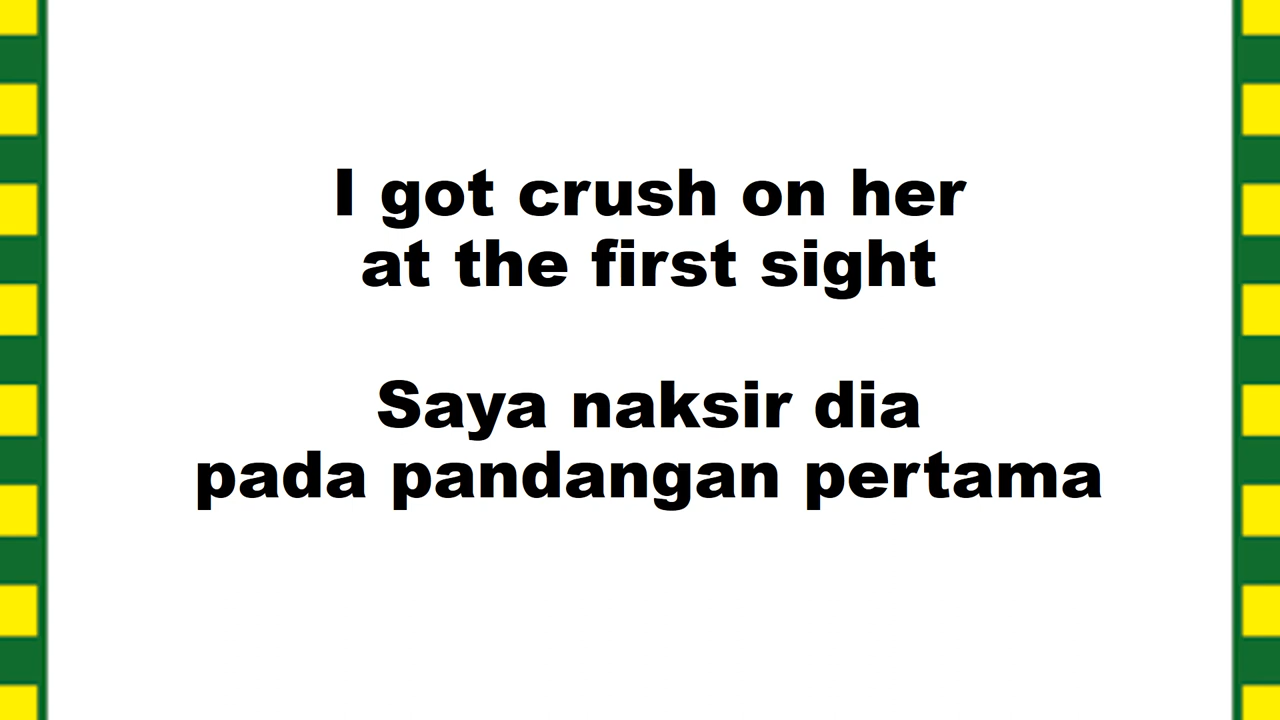 I got crush on her
at the first sight
Saya naksir dia
pada pandangan pertama